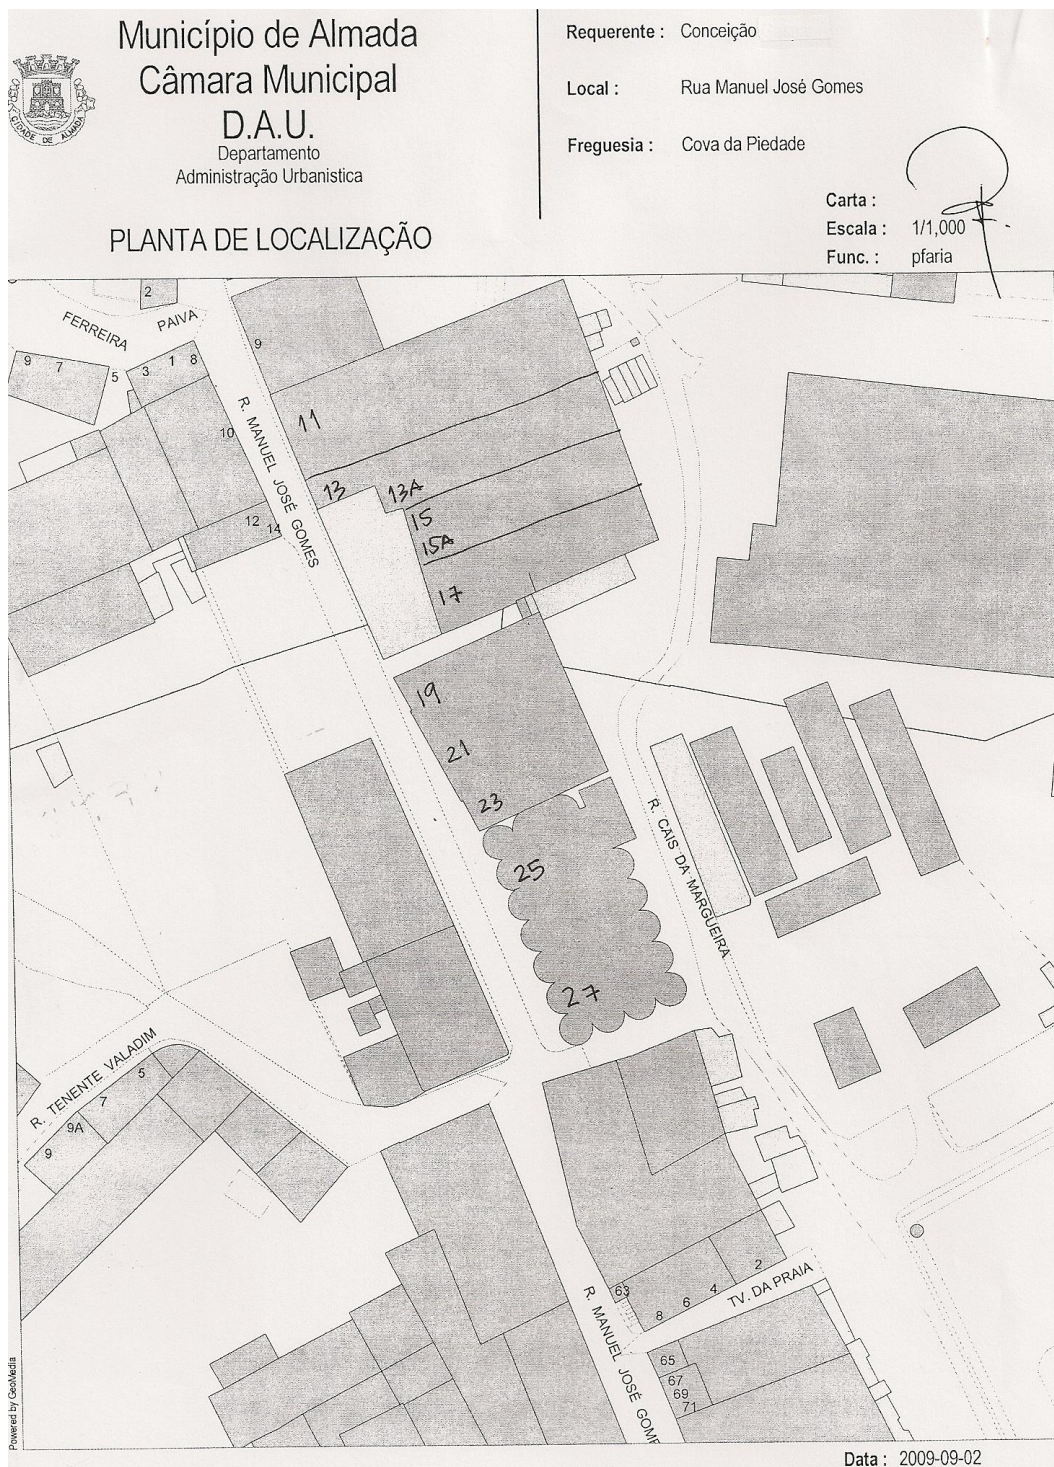 Município de Almada
Câmara Municipal
D.A.U.
Departamento
Administração Urbanistica
PLANTA DE LOCALIZAÇÃO
CIDADE DE ALMADA
Requerente : Conceição
Local : Rua Manuel José Gomes
Freguesia : Cova da Piedade
Carta :
Escala : 1/1,000
Func. : pfaria
2
FERREIRA PAIVA
9
9 7 5 3 1 8
11
R. MANUEL JOSÉ GOMES
10
13 13A
12 14
15
15A
17
19
21
23
25
27
R. CAIS DA MARGUEIRA
R. TENENTE VALADIM
5
7
9A
9
63
8 6 4 2
TV. DA PRAIA
R. MANUEL JOSÉ GOME
65
67
69
71
Powered by GeoMedia
Data : 2009-09-02